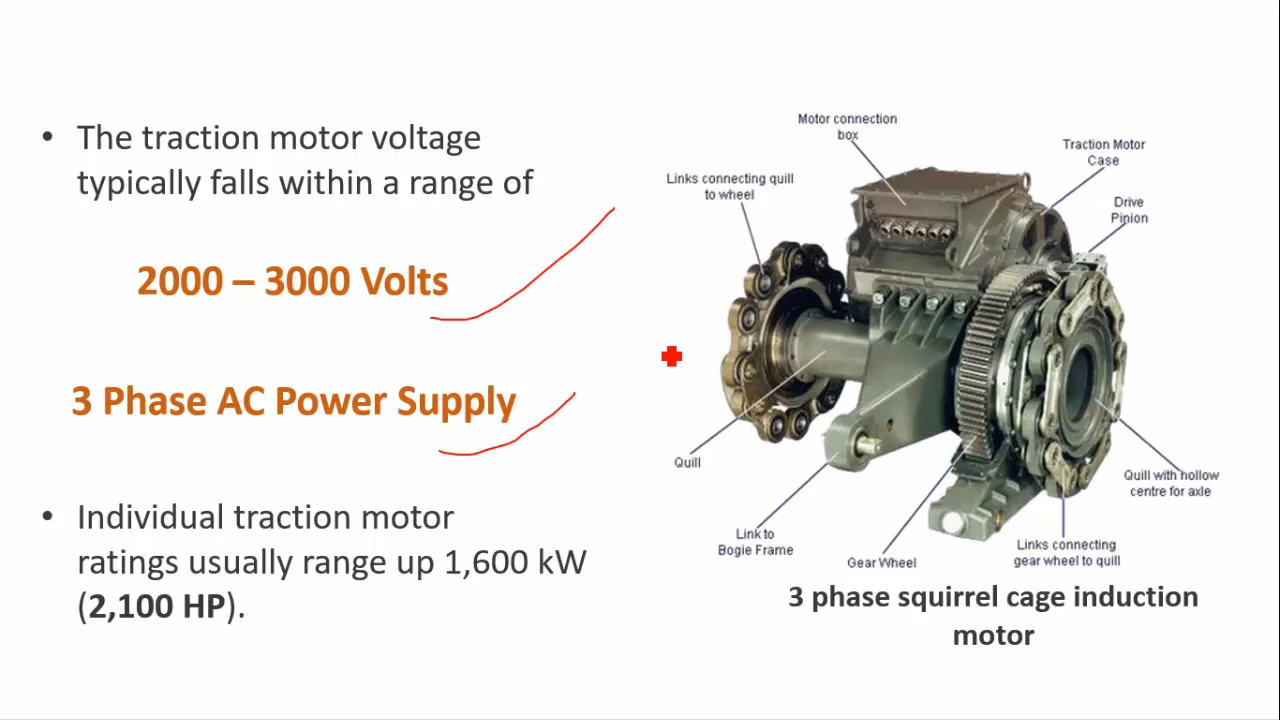 • The traction motor voltage
typically falls within a range of
2000 – 3000 Volts
3 Phase AC Power Supply
• Individual traction motor
ratings usually range up 1,600 kW
(2,100 HP).
Motor connection
box
Traction Motor
Case
Links connecting quill
to wheel
Drive
Pinion
Quill
Quill with hollow
centre for axle
Link to
Bogie Frame
Gear Wheel
Links connecting
gear wheel to quill
3 phase squirrel cage induction
motor